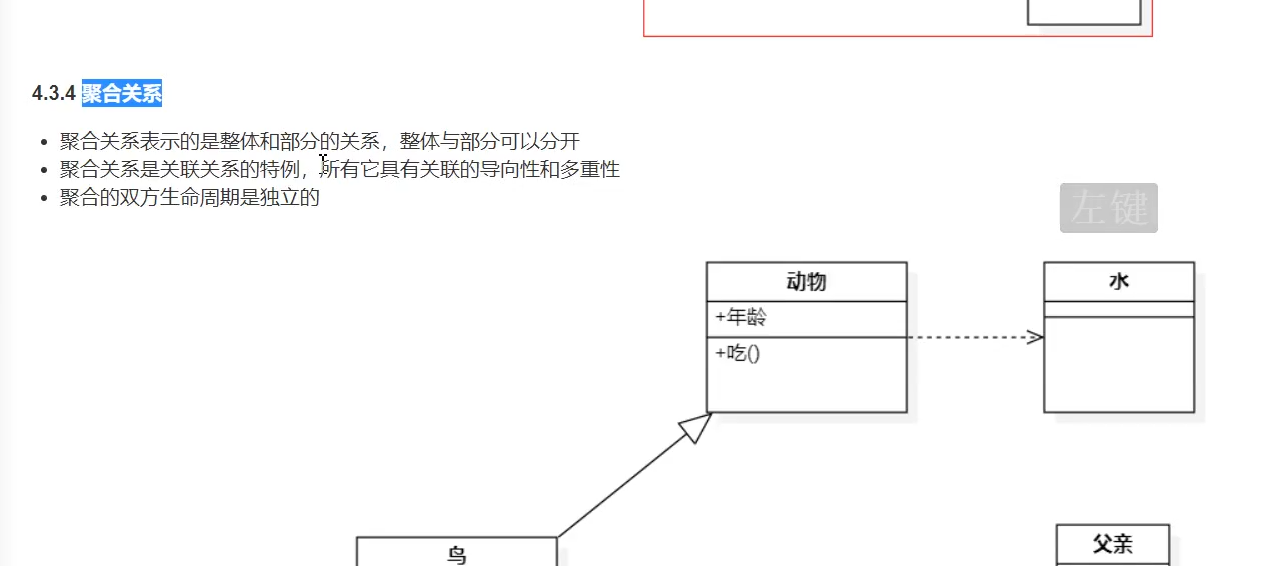 4.3.4 聚合关系
聚合关系表示的是整体和部分的关系，整体与部分可以分开
聚合关系是关联关系的特例，所有它具有关联的导向性和多重性
聚合的双方生命周期是独立的
左键
动物
水
+年龄
+吃()
鸟
父亲